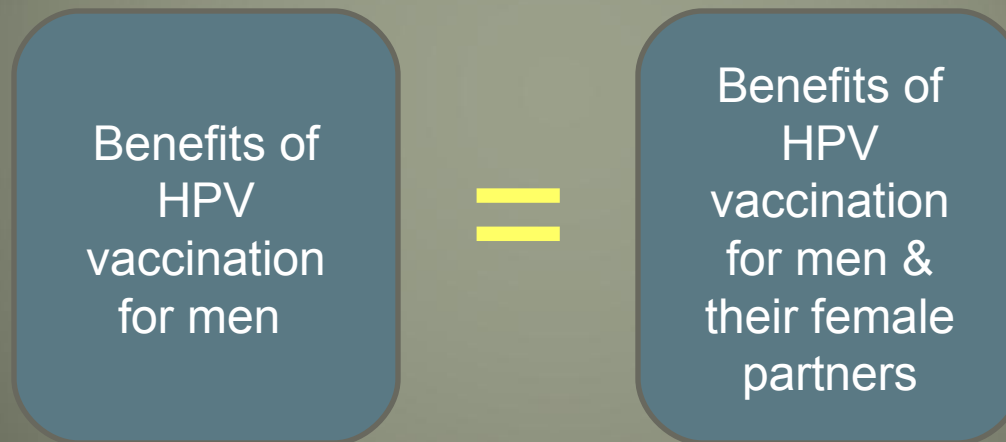 Benefits of
HPV
vaccination
for men
=
Benefits of
HPV
vaccination
for men &
their female
partners